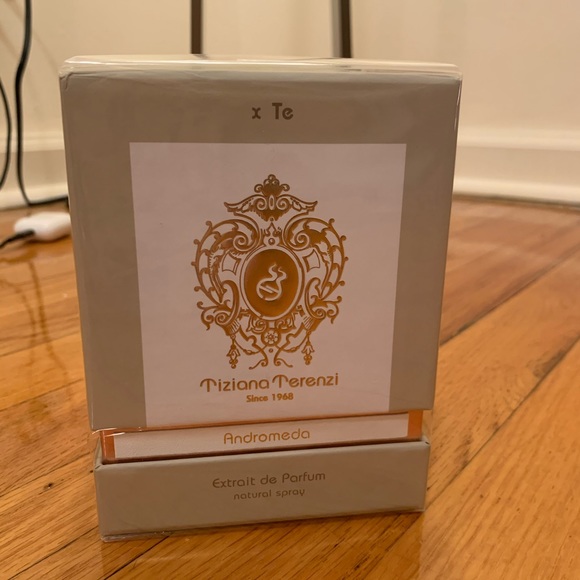 x Te
Tiziana Terenzi
Since 1968
Andromeda
Extrait de Parfum
natural spray